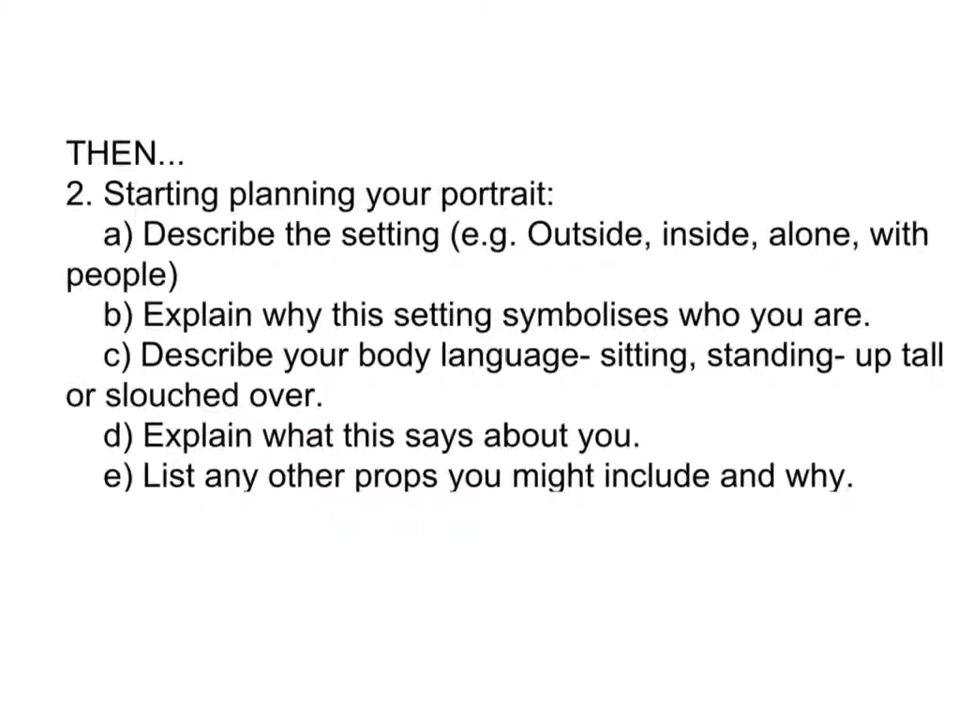 THEN...
2. Starting planning your portrait:
a) Describe the setting (e.g. Outside, inside, alone, with
people)
b) Explain why this setting symbolises who you are.
c) Describe your body language- sitting, standing- up tall
or slouched over.
d) Explain what this says about you.
e) List any other props you might include and why.